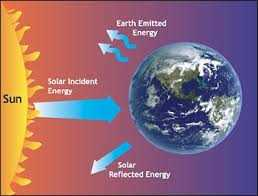 Earth Emitted
Energy
Solar Incident
Energy
Sun
Solar
Reflected Energy